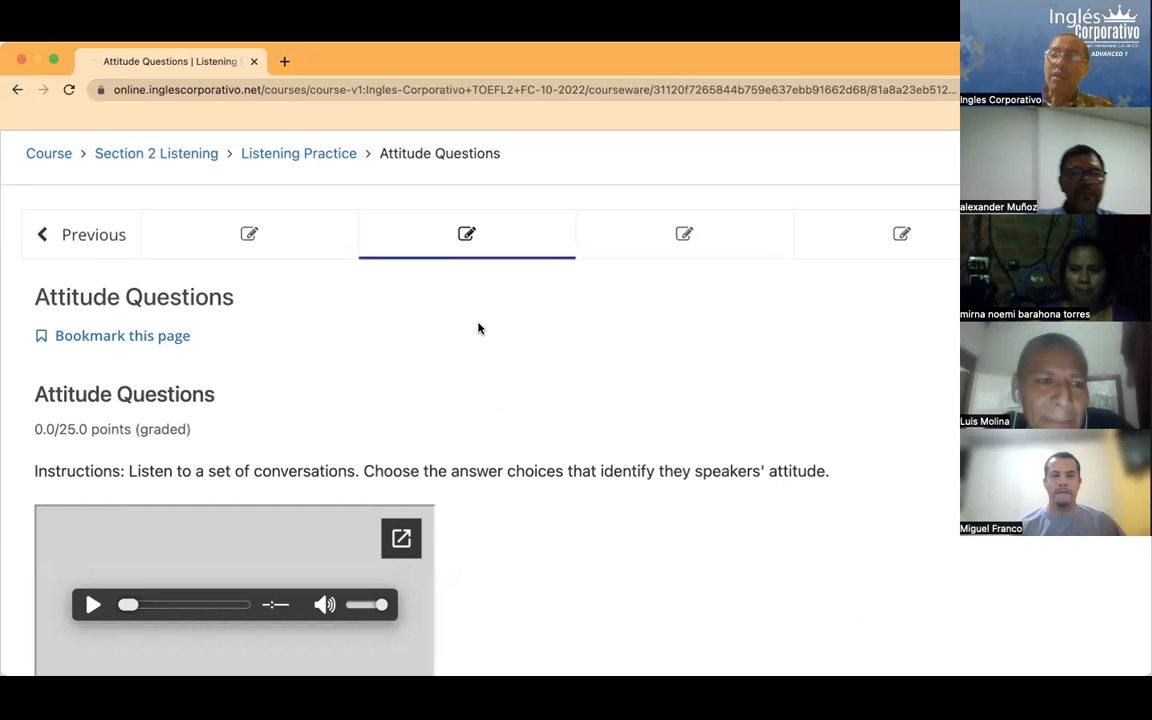 Attitude Questions | Listening
online.inglescorporativo.net/courses/course-v1:Ingles-Corporativo+TOEFL2+FC-10-2022/courseware/31120f7265844b759e637ebb91662d68/81a8a23eb512...
Course > Section 2 Listening > Listening Practice > Attitude Questions
Previous
Attitude Questions
Bookmark this page
Attitude Questions
0.0/25.0 points (graded)
Instructions: Listen to a set of conversations. Choose the answer choices that identify they speakers' attitude.
-:--
Inglés
Corporativo
ADVANCED 1
Ingles Corporativo
alexander Muñoz
mirna noemi barahona torres
Luis Molina
Miguel Franco